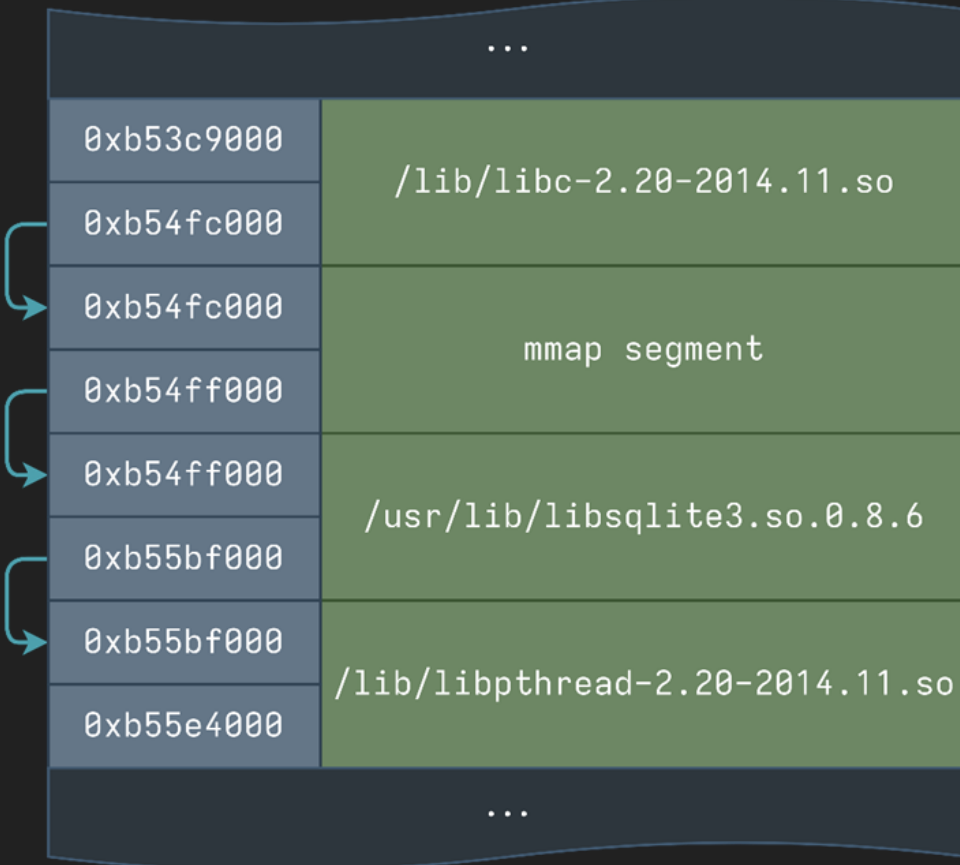 ...
0xb53c9000
/lib/libc-2.20-2014.11.so
0xb54fc000
0xb54fc000
mmap segment
0xb54ff000
0xb54ff000
/usr/lib/libsqlite3.so.0.8.6
0xb55bf000
0xb55bf000
/lib/libpthread-2.20-2014.11.so
0xb55e4000
...